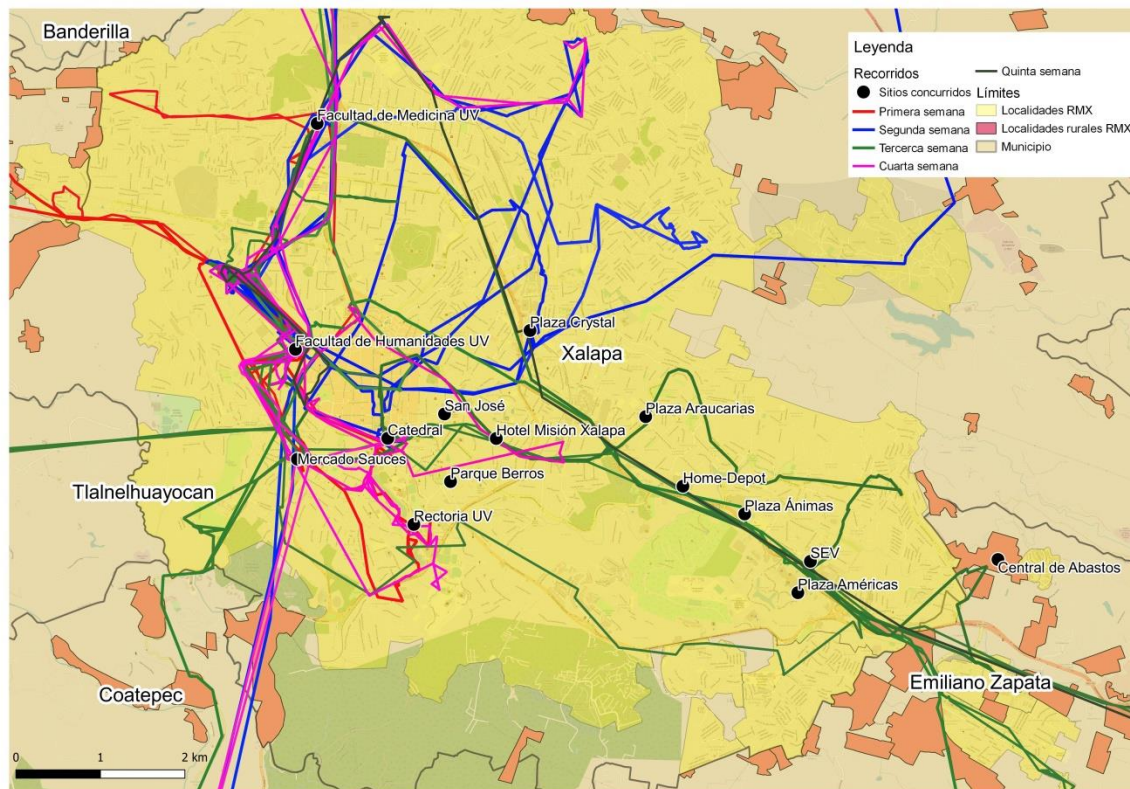 Banderilla
Leyenda
Recorridos
Sitios concurridos
Primera semana
Segunda semana
Tercerca semana
Cuarta semana
Quinta semana
Límites
Localidades RMX
Localidades rurales RMX
Municipio
Facultad de Medicina UV
Plaza Crystal
Facultad de Humanidades UV
Xalapa
San José
Plaza Araucarias
Catedral
Hotel Misión Xalapa
Mercado Sauces
Parque Berros
Home-Depot
Tlalnelhuayocan
Plaza Ánimas
Rectoria UV
SEV
Central de Abastos
Plaza Américas
Coatepec
Emiliano Zapata
0 1 2 km